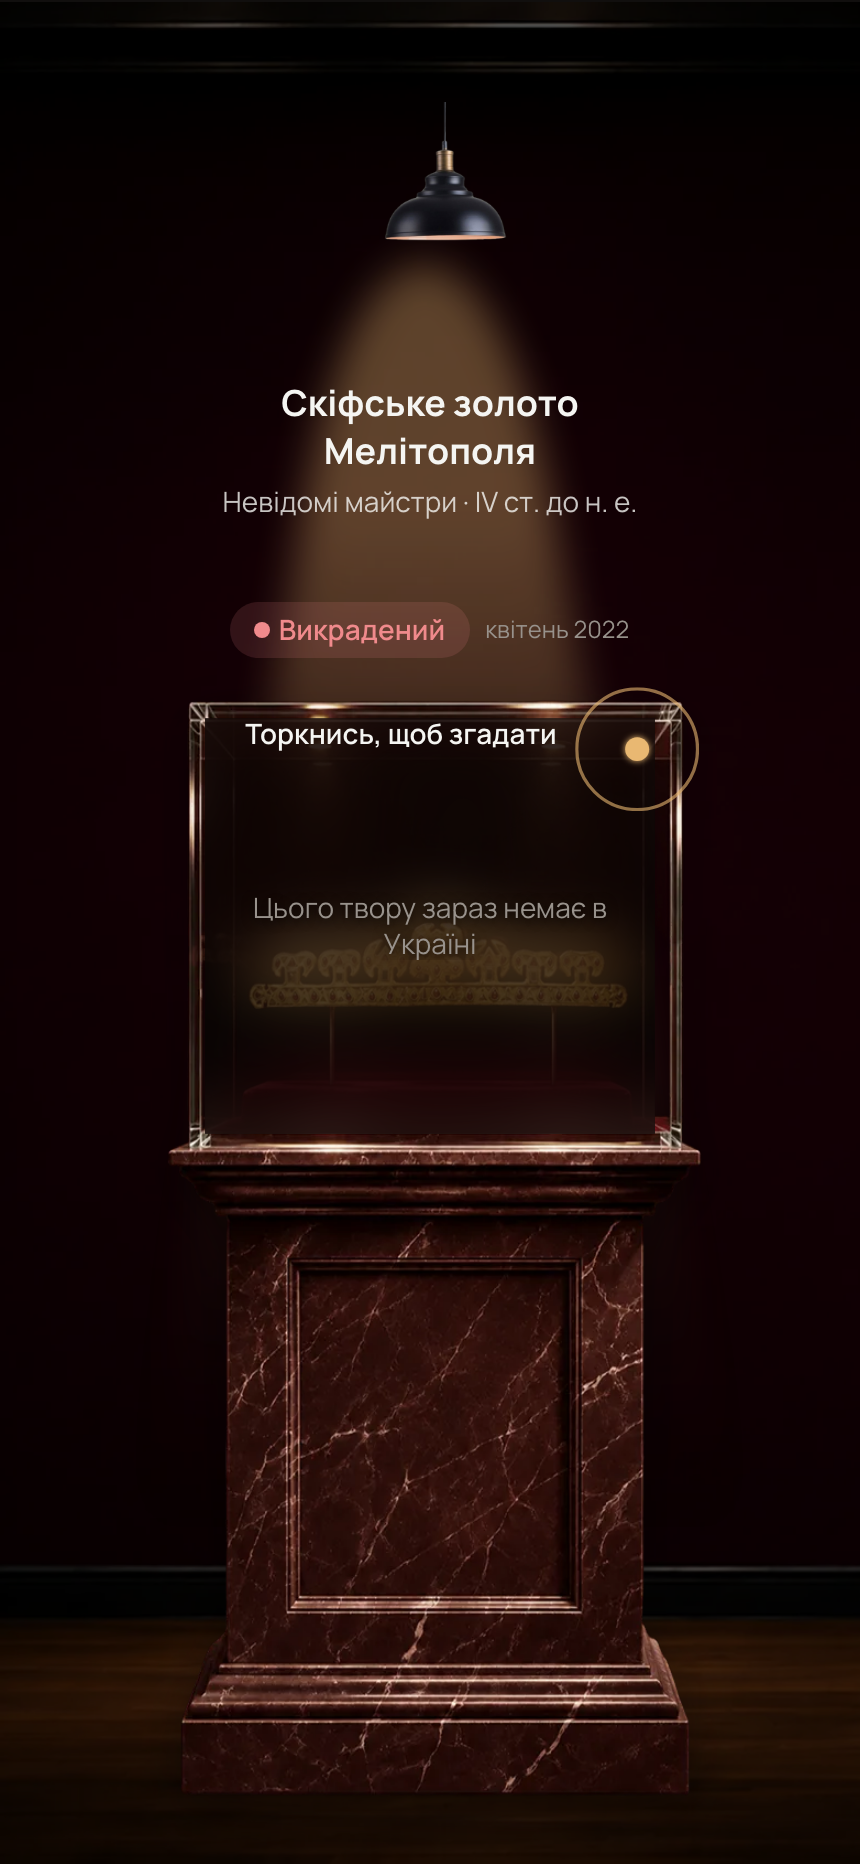 Скіфське золото
Мелітополя
Невідомі майстри · IV ст. до н. е.
Викрадений квітень 2022
Торкнись, щоб згадати
Цього твору зараз немає в
Україні